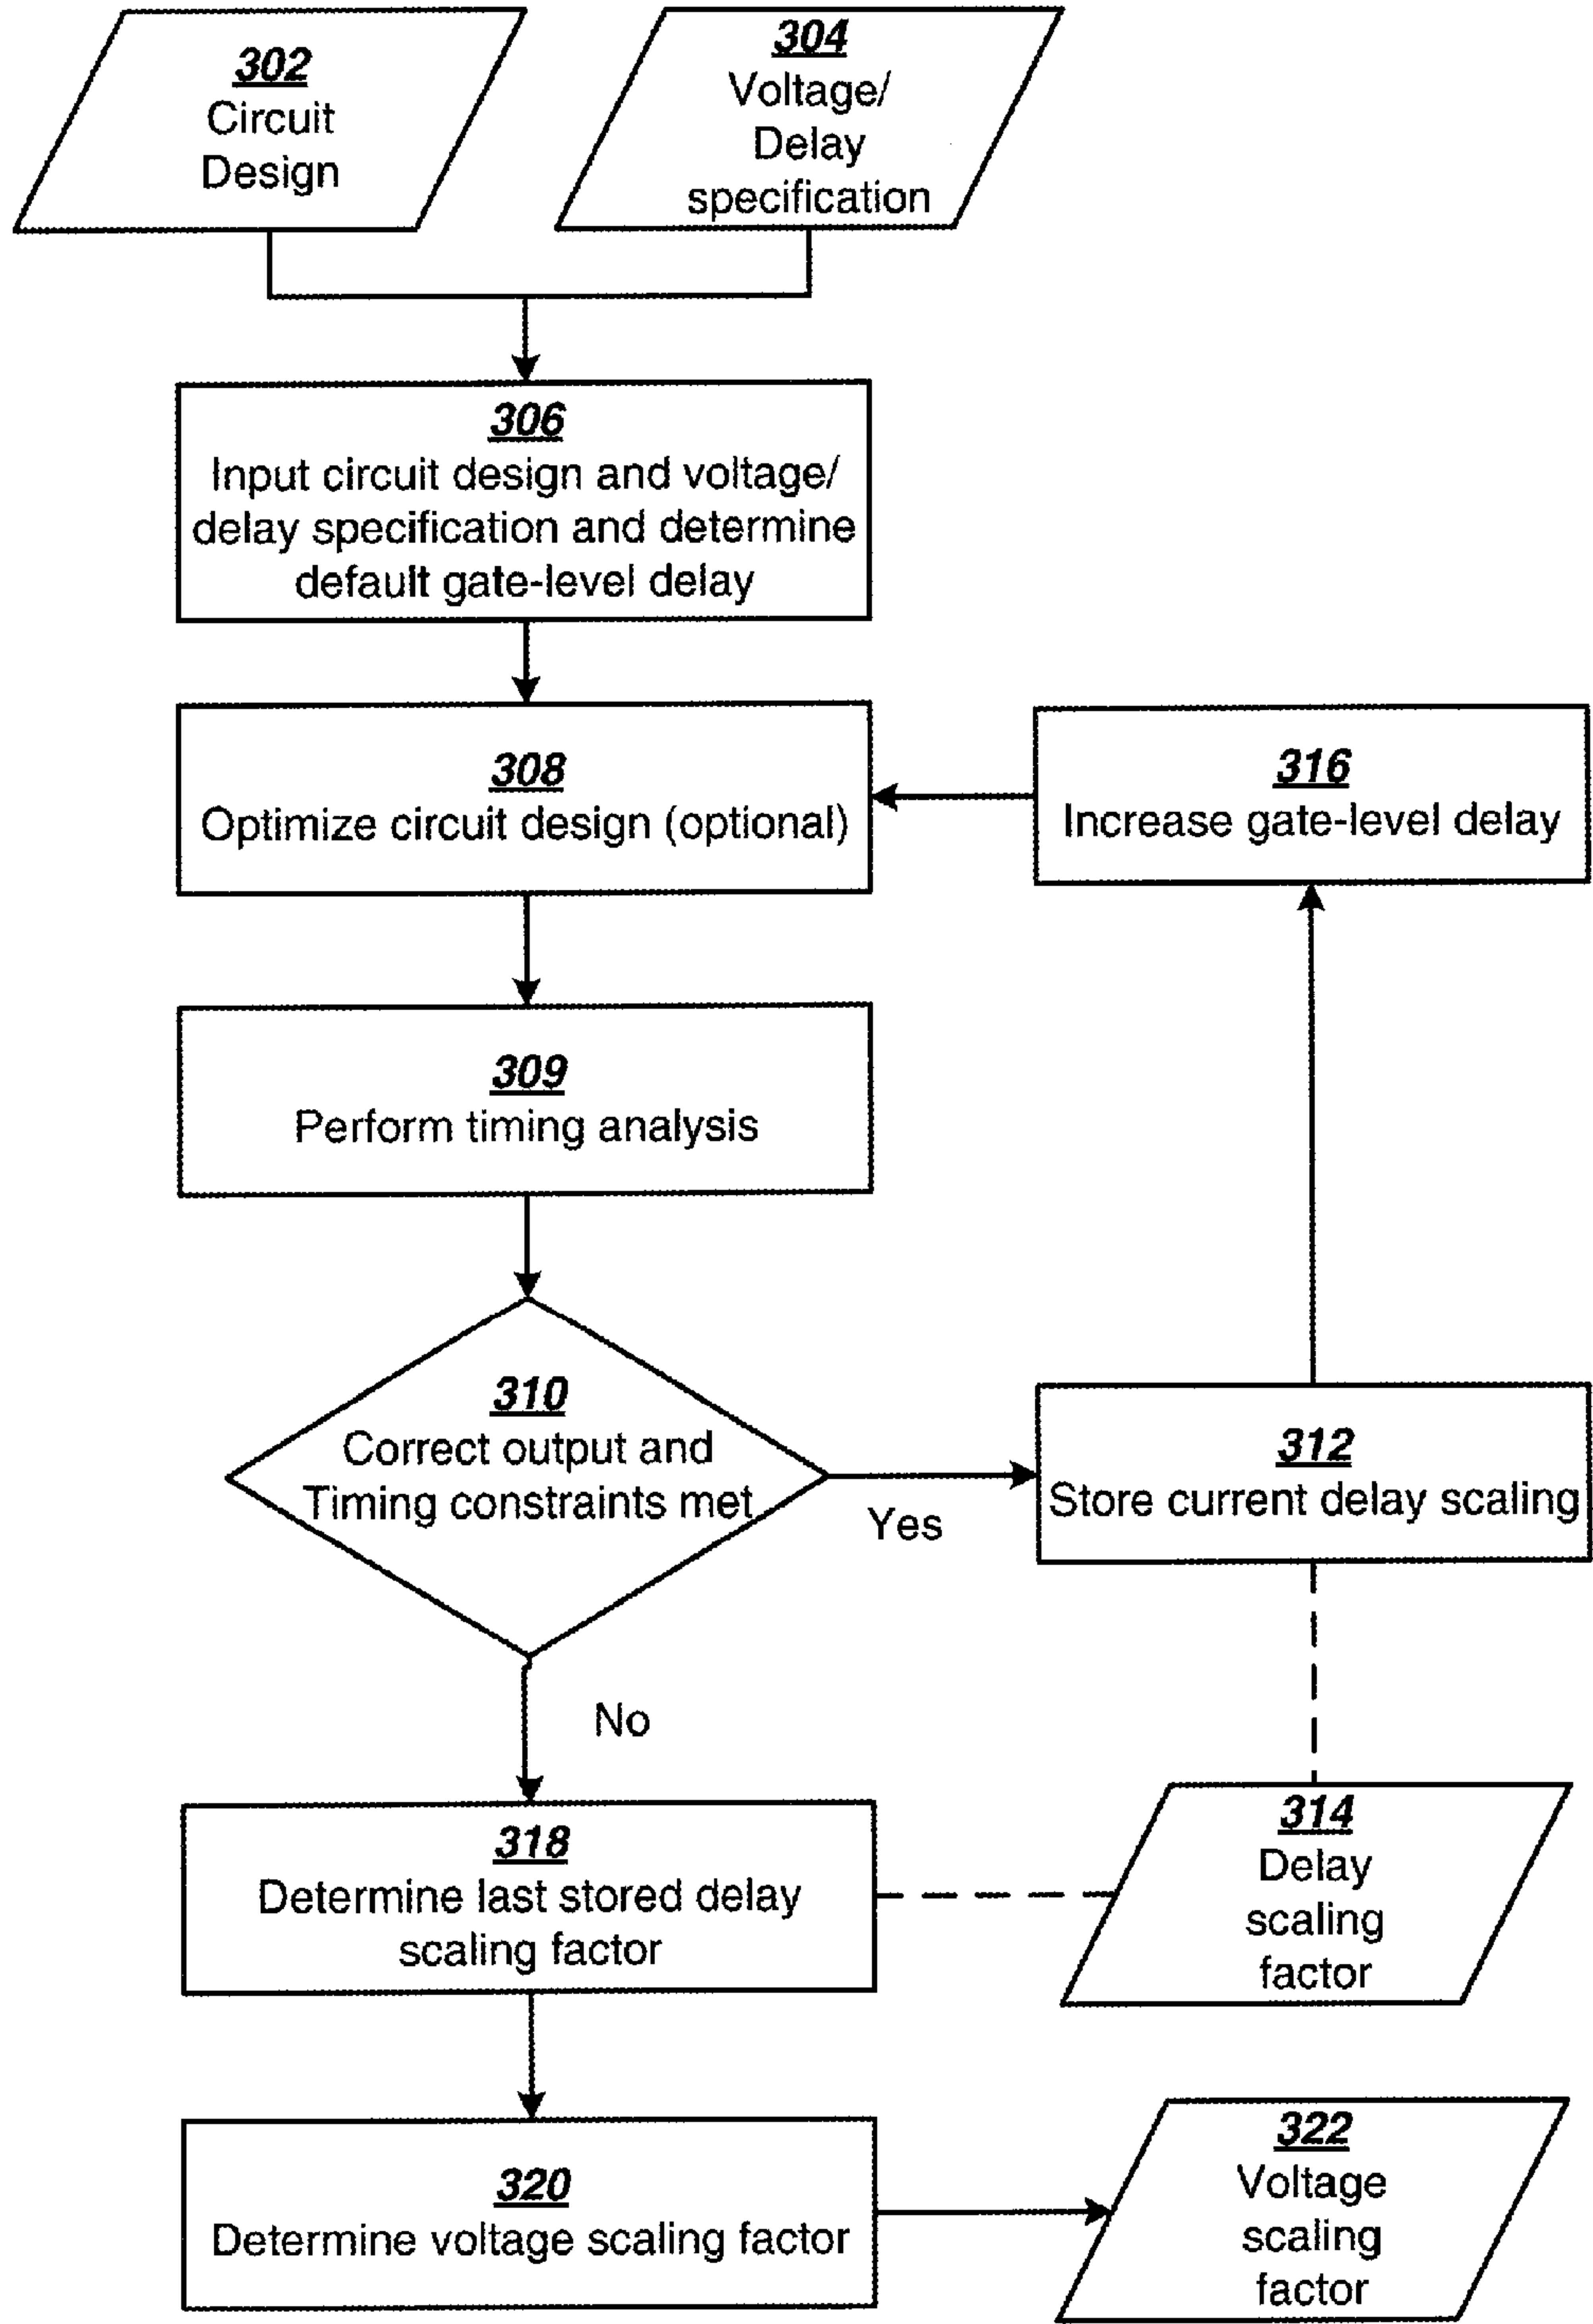 302
Circuit
Design
304
Voltage/
Delay
specification
306
Input circuit design and voltage/
delay specification and determine
default gate-level delay
308
Optimize circuit design (optional)
316
Increase gate-level delay
309
Perform timing analysis
310
Correct output and
Timing constraints met
Yes
312
Store current delay scaling
No
318
Determine last stored delay
scaling factor
314
Delay
scaling
factor
320
Determine voltage scaling factor
322
Voltage
scaling
factor